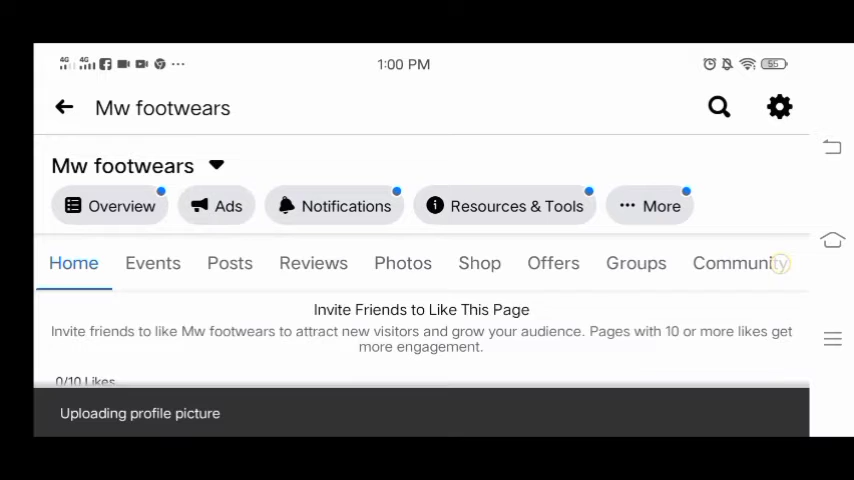 4G 4G 1:00 PM 55
Mw footwears
Mw footwears
Overview Ads Notifications Resources & Tools More
Home Events Posts Reviews Photos Shop Offers Groups Community
Invite Friends to Like This Page
Invite friends to like Mw footwears to attract new visitors and grow your audience. Pages with 10 or more likes get
more engagement.
0/10 Likes
Uploading profile picture